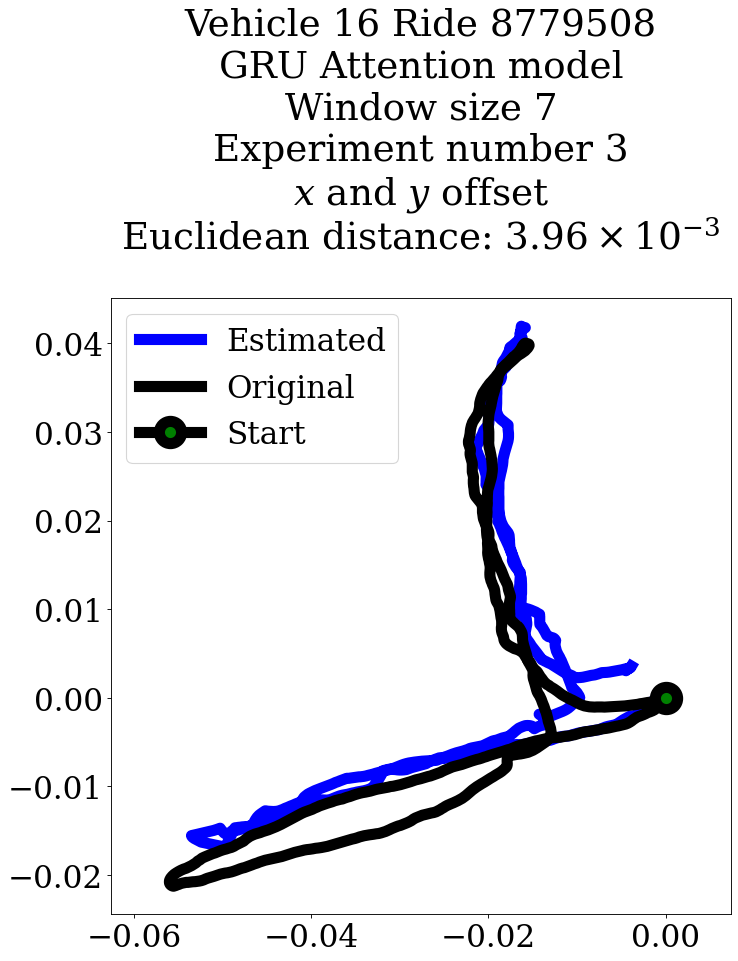 Vehicle 16 Ride 8779508
GRU Attention model
Window size 7
Experiment number 3
x and y offset
Euclidean distance: 3.96 × 10⁻³
Estimated
Original
Start
0.04
0.03
0.02
0.01
0.00
−0.01
−0.02
−0.06 −0.04 −0.02 0.00